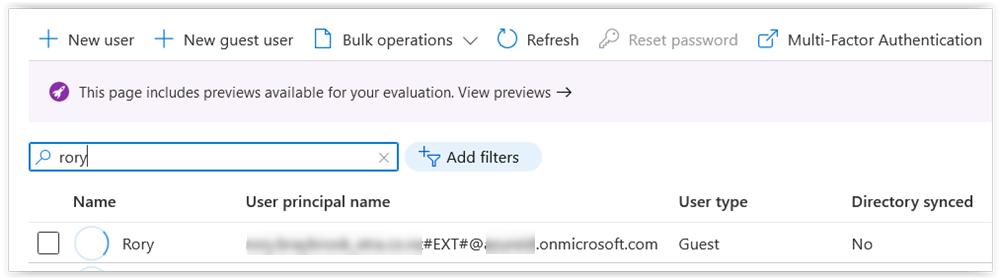 New user New guest user Bulk operations Refresh Reset password Multi-Factor Authentication
This page includes previews available for your evaluation. View previews →
rory Add filters
Name User principal name User type Directory synced
Rory #EXT#@ .onmicrosoft.com Guest No